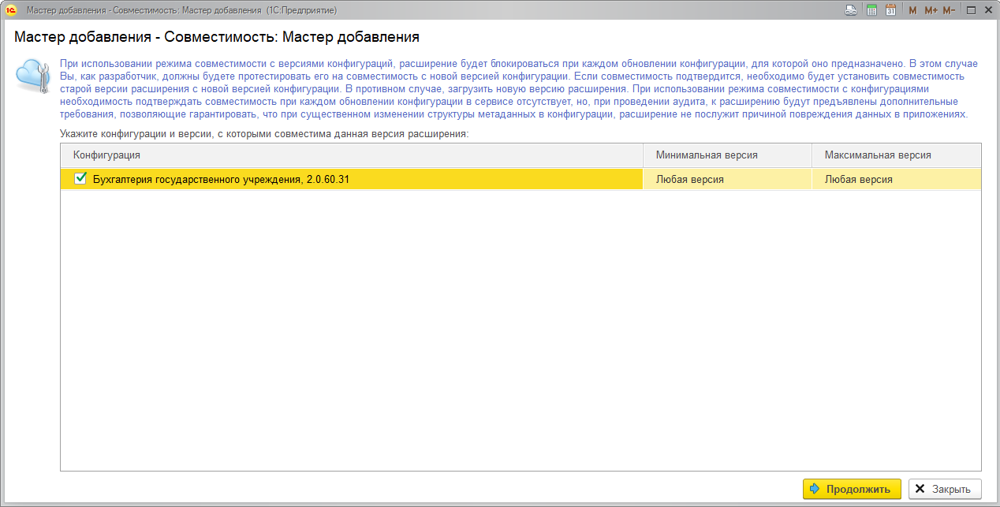 Мастер добавления - Совместимость: Мастер добавления (1С:Предприятие)
31 M M+ M-
Мастер добавления - Совместимость: Мастер добавления
При использовании режима совместимости с версиями конфигураций, расширение будет блокироваться при каждом обновлении конфигурации, для которой оно предназначено. В этом случае
Вы, как разработчик, должны будете протестировать его на совместимость с новой версией конфигурации. Если совместимость подтвердится, необходимо будет установить совместимость
старой версии расширения с новой версией конфигурации. В противном случае, загрузить новую версию расширения. При использовании режима совместимости с конфигурациями
необходимость подтверждать совместимость при каждом обновлении конфигурации в сервисе отсутствует, но, при проведении аудита, к расширению будут предъявлены дополнительные
требования, позволяющие гарантировать, что при существенном изменении структуры метаданных в конфигурации, расширение не послужит причиной повреждения данных в приложениях.
Укажите конфигурации и версии, с которыми совместима данная версия расширения:
Конфигурация Минимальная версия Максимальная версия
Бухгалтерия государственного учреждения, 2.0.60.31 Любая версия Любая версия
Продолжить Закрыть